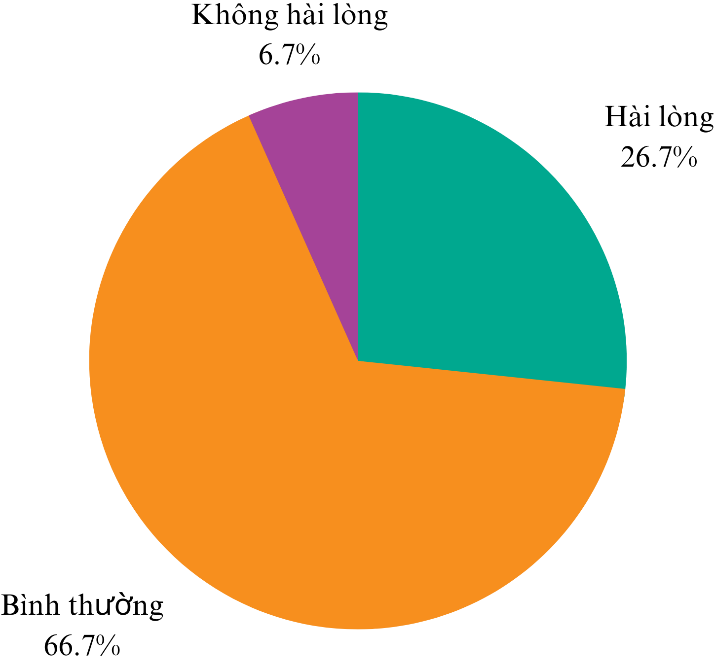 Không hài lòng
6.7%
Hài lòng
26.7%
Bình thường
66.7%